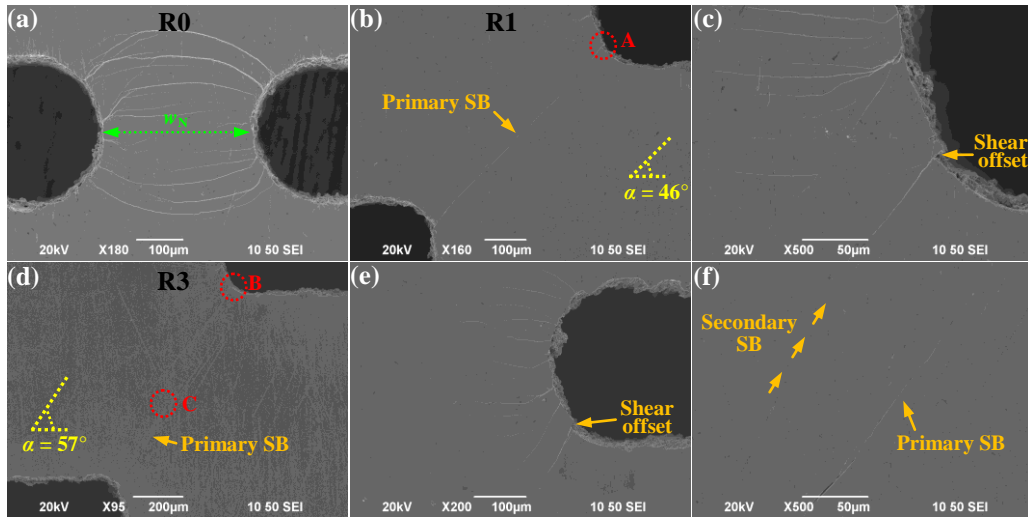 (a)
R0
w_N
20kV
X180
100μm
10 50 SEI
(b)
R1
A
Primary SB
α = 46°
20kV
X160
100μm
10 50 SEI
(c)
Shear
offset
20kV
X500
50μm
10 50 SEI
(d)
R3
B
C
α = 57°
Primary SB
20kV
X95
200μm
10 50 SEI
(e)
Shear
offset
20kV
X200
100μm
10 50 SEI
(f)
Secondary
SB
Primary SB
20kV
X500
50μm
10 50 SEI